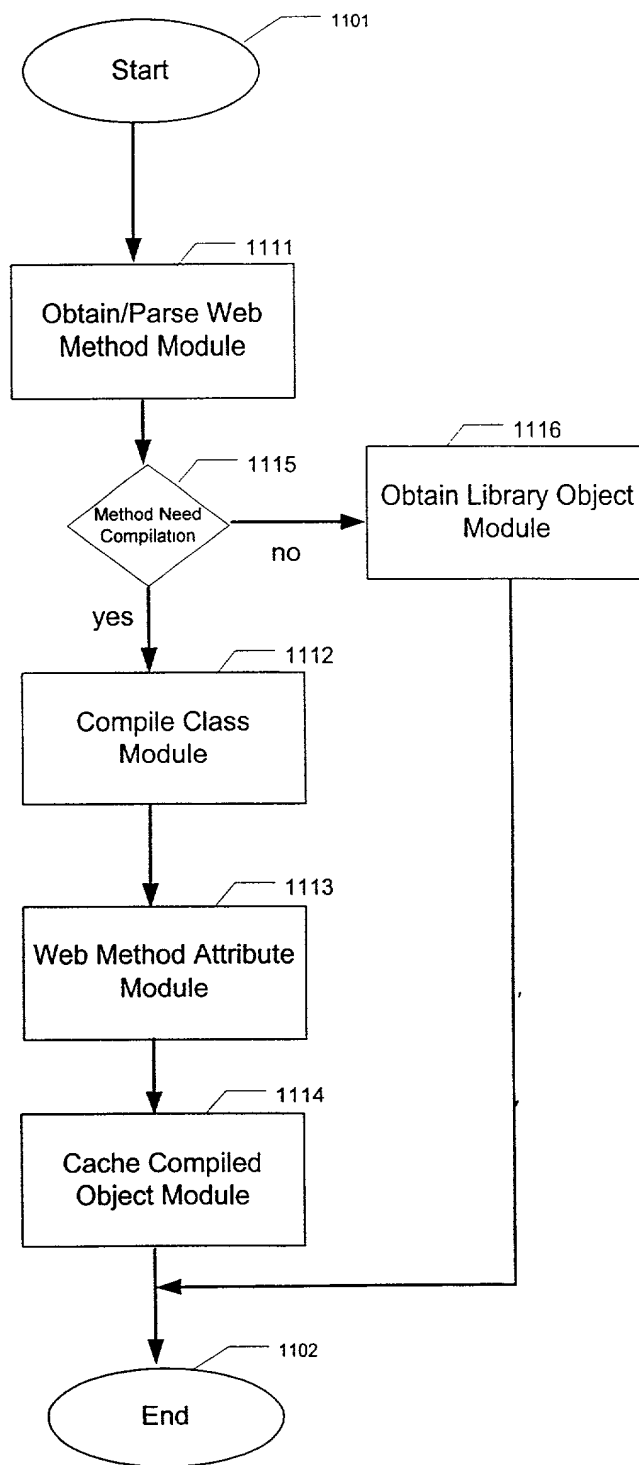 1101
Start
1111
Obtain/Parse Web
Method Module
1115
Method Need
Compilation
no
1116
Obtain Library Object
Module
yes
1112
Compile Class
Module
1113
Web Method Attribute
Module
1114
Cache Compiled
Object Module
1102
End